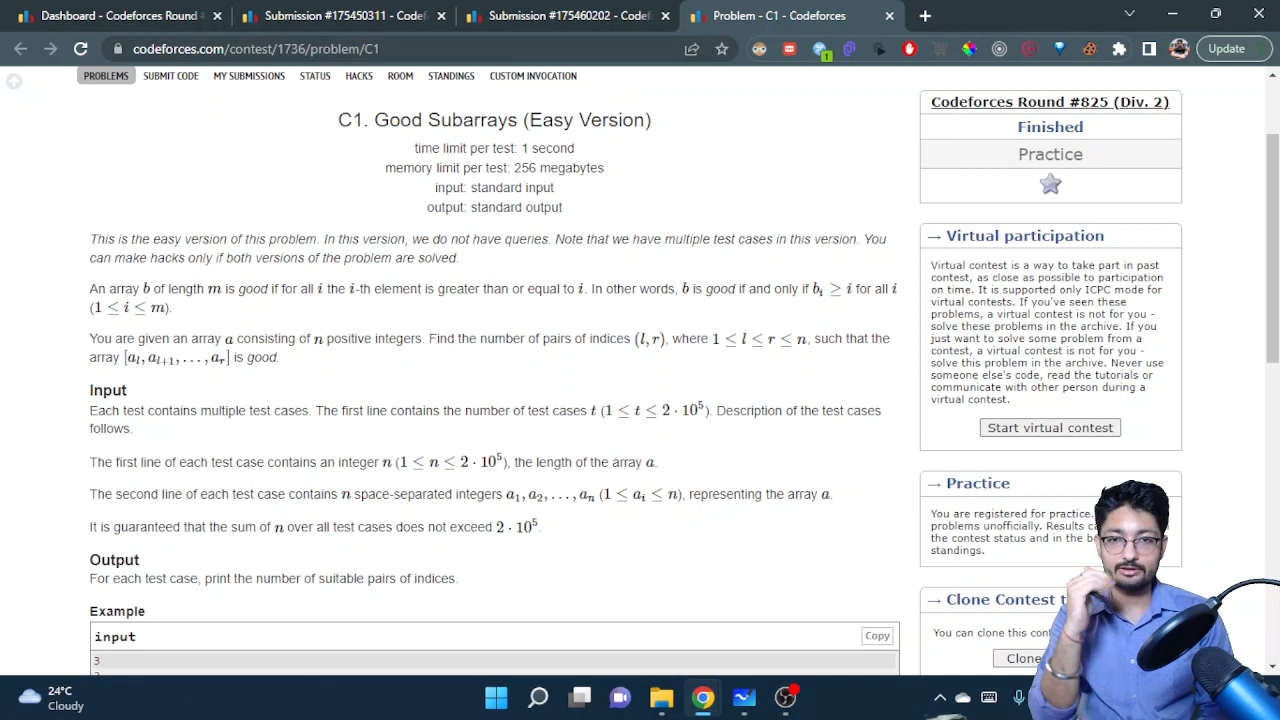 Dashboard - Codeforces Round #
Submission #175450311 - Codef
Submission #175460202 - Codef
Problem - C1 - Codeforces
codeforces.com/contest/1736/problem/C1
1
Update
PROBLEMS SUBMIT CODE MY SUBMISSIONS STATUS HACKS ROOM STANDINGS CUSTOM INVOCATION
C1. Good Subarrays (Easy Version)
time limit per test: 1 second
memory limit per test: 256 megabytes
input: standard input
output: standard output
This is the easy version of this problem. In this version, we do not have queries. Note that we have multiple test cases in this version. You
can make hacks only if both versions of the problem are solved.
An array b of length m is good if for all i the i-th element is greater than or equal to i. In other words, b is good if and only if bᵢ ≥ i for all i
(1 ≤ i ≤ m).
You are given an array a consisting of n positive integers. Find the number of pairs of indices (l, r), where 1 ≤ l ≤ r ≤ n, such that the
array [aₗ, aₗ₊₁, . . . , aᵣ] is good.
Input
Each test contains multiple test cases. The first line contains the number of test cases t (1 ≤ t ≤ 2 · 10⁵). Description of the test cases
follows.
The first line of each test case contains an integer n (1 ≤ n ≤ 2 · 10⁵), the length of the array a.
The second line of each test case contains n space-separated integers a₁, a₂, . . . , aₙ (1 ≤ aᵢ ≤ n), representing the array a.
It is guaranteed that the sum of n over all test cases does not exceed 2 · 10⁵.
Output
For each test case, print the number of suitable pairs of indices.
Example
input
Copy
3
Codeforces Round #825 (Div. 2)
Finished
Practice
→ Virtual participation
Virtual contest is a way to take part in past
contest, as close as possible to participation
on time. It is supported only ICPC mode for
virtual contests. If you've seen these
problems, a virtual contest is not for you -
solve these problems in the archive. If you
just want to solve some problem from a
contest, a virtual contest is not for you -
solve this problem in the archive. Never use
someone else's code, read the tutorials or
communicate with other person during a
virtual contest.
Start virtual contest
→ Practice
You are registered for practice.
problems unofficially. Results
the contest status and in the
standings.
→ Clone Contest
You can clone this
Clone
24°C
Cloudy